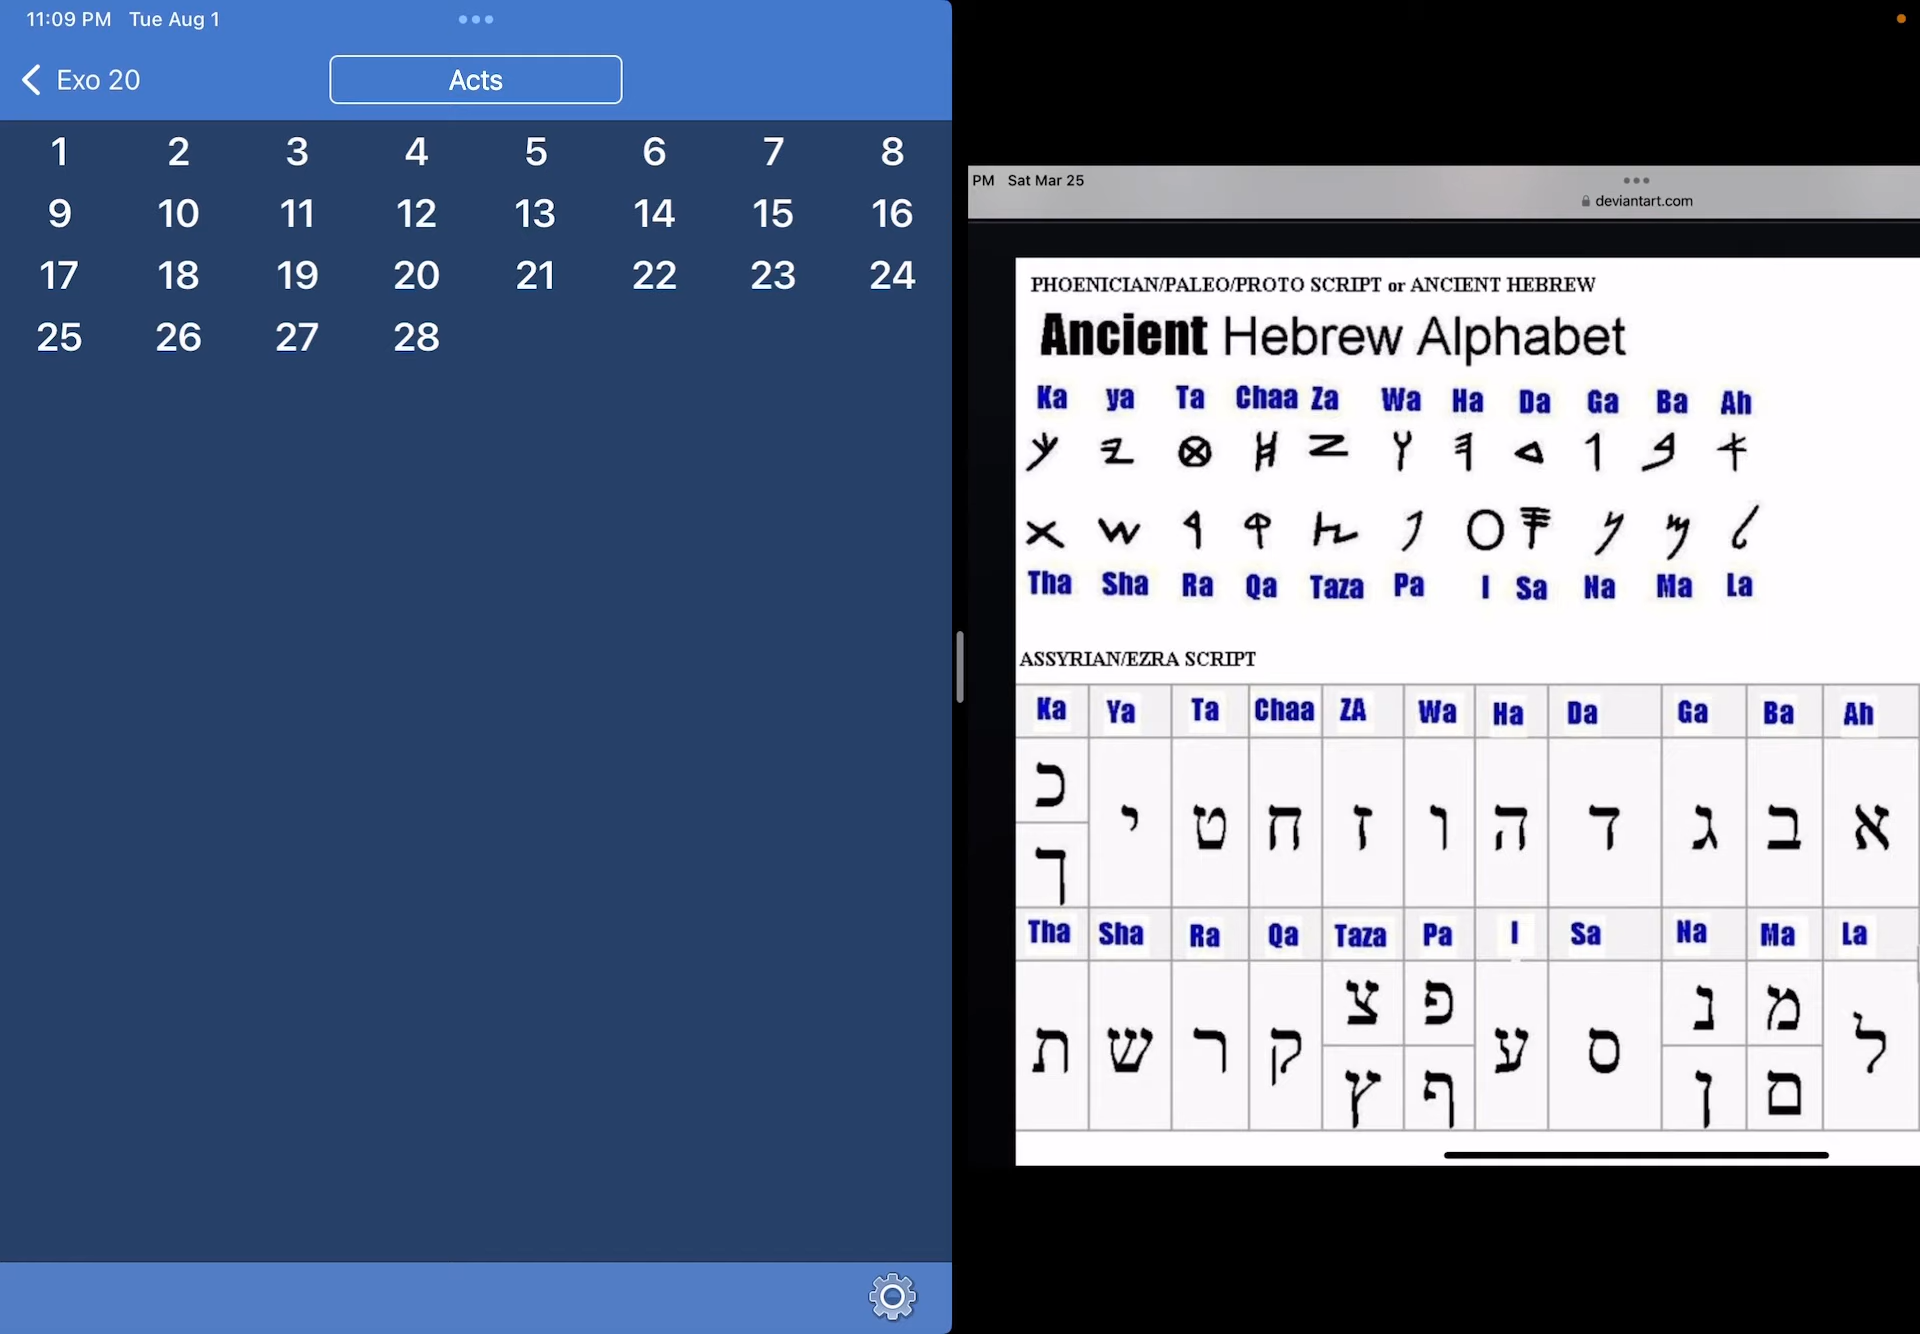 11:09 PM Tue Aug 1
Exo 20
Acts
1 2 3 4 5 6 7 8
9 10 11 12 13 14 15 16
17 18 19 20 21 22 23 24
25 26 27 28
PM Sat Mar 25
deviantart.com
PHOENICIAN/PALEO/PROTO SCRIPT or ANCIENT HEBREW
Ancient Hebrew Alphabet
Ka ya Ta Chaa Za Wa Ha Da Ga Ba Ah
𐤊 𐤉 𐤈 𐤇 𐤆 𐤅 𐤄 𐤃 𐤂 𐤁 𐤀
𐤕 𐤔 𐤓 𐤒 𐤑 𐤐 𐤏 𐤎 𐤍 𐤌 𐤋
Tha Sha Ra Qa Taza Pa I Sa Na Ma La
ASSYRIAN/EZRA SCRIPT
Ka Ya Ta Chaa ZA Wa Ha Da Ga Ba Ah
כ
י ט ח ז ו ה ד ג ב א
ך
Tha Sha Ra Qa Taza Pa I Sa Na Ma La
צ פ נ מ
ת ש ר ק ע ס ל
ץ ף ן ם